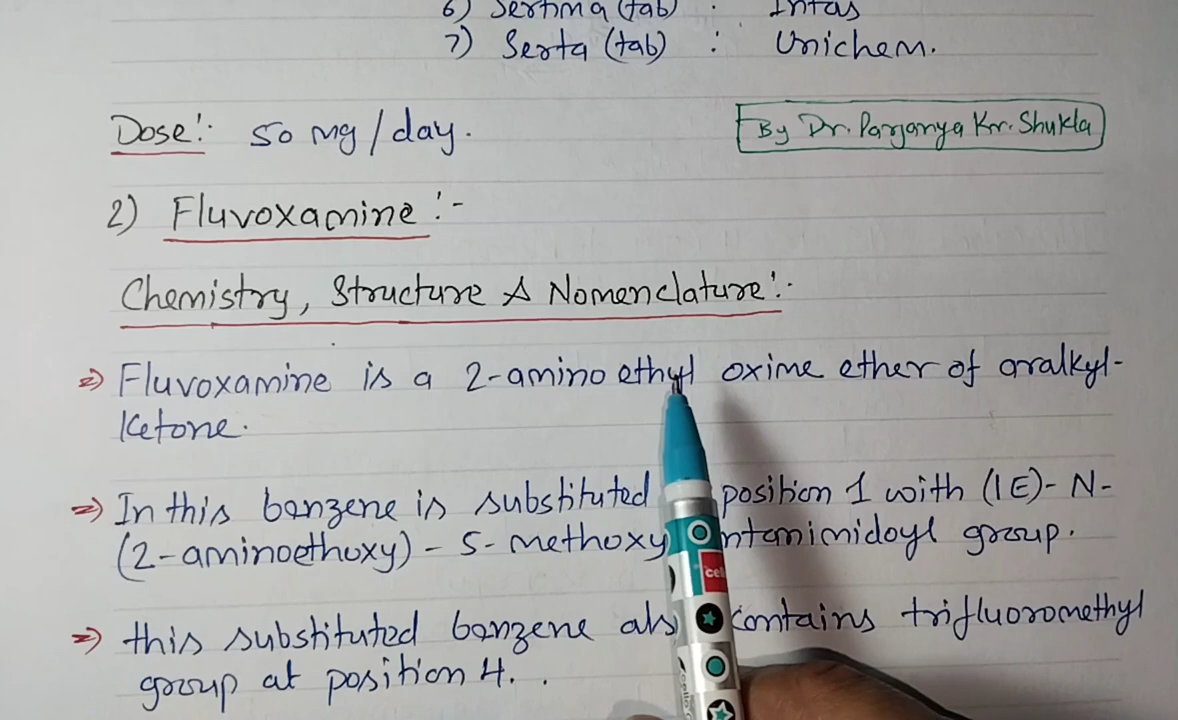 6) Sertima (tab) : Intas
7) Serta (tab) : Unichem.
Dose:- 50 mg/day.
By Dr. Parjanya Kr. Shukla
2) Fluvoxamine:-
Chemistry, Structure & Nomenclature:-
⇒ Fluvoxamine is a 2-amino ethyl oxime ether of aralkyl-
Ketone.
⇒ In this benzene is substituted position 1 with (1E)-N-
(2-aminoethoxy)-5-methoxy ntanimidoyl group.
cel
⇒ this substituted benzene als contains trifluoromethyl
group at position 4.